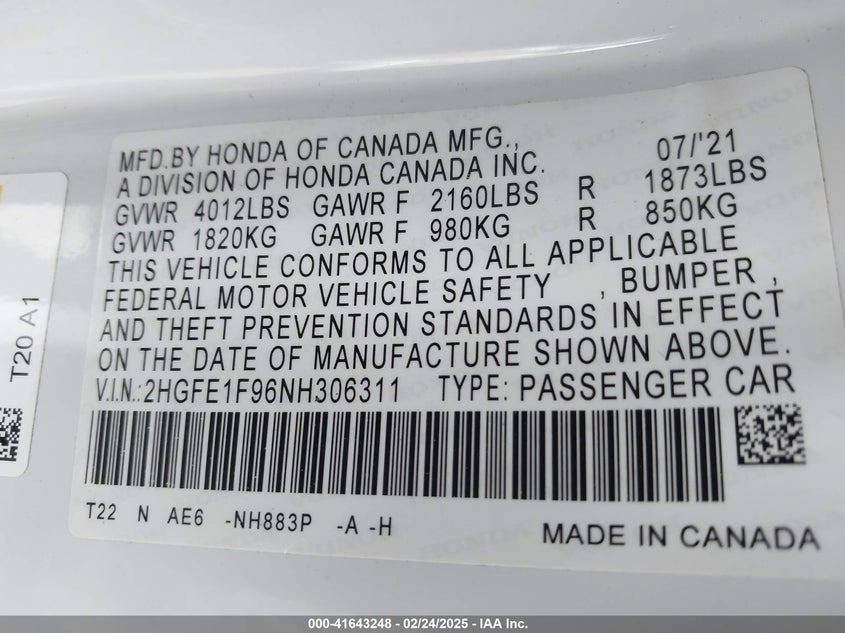 MFD.BY HONDA OF CANADA MFG., 07/'21
A DIVISION OF HONDA CANADA INC.
GVWR 4012LBS GAWR F 2160LBS R 1873LBS
GVWR 1820KG GAWR F 980KG R 850KG
THIS VEHICLE CONFORMS TO ALL APPLICABLE
FEDERAL MOTOR VEHICLE SAFETY , BUMPER ,
AND THEFT PREVENTION STANDARDS IN EFFECT
ON THE DATE OF MANUFACTURE SHOWN ABOVE.
V.I.N.:2HGFE1F96NH306311 TYPE: PASSENGER CAR
T22 N AE6 -NH883P -A -H
MADE IN CANADA
T20 A1
000-41643248 - 02/24/2025 - IAA Inc.